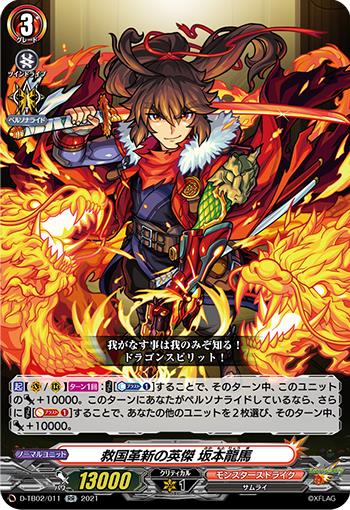 3
グレード
ツインドライブ
ペルソナライド
我がなす事は我のみぞ知る!
ドラゴンスピリット!
起【V/R】【ターン1回】:【コスト【CB1】】することで、そのターン中、このユニットの
+10000。このターンにあなたがペルソナライドしているなら、さら
に【コスト【CB1】】することで、あなたの他のユニットを2枚選び、そのターン中、
+10000。
ノーマルユニット
救国革新の英傑 坂本龍馬
パワー 13000
クリティカル
1
モンスターストライク
サムライ
D-TB02/011 RR 2021
©XFLAG